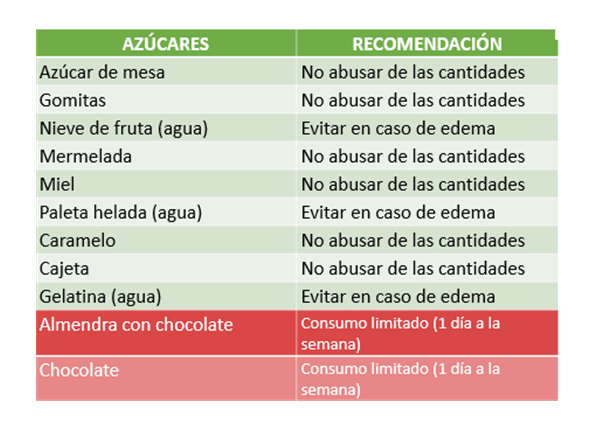 AZÚCARES RECOMENDACIÓN
Azúcar de mesa No abusar de las cantidades
Gomitas No abusar de las cantidades
Nieve de fruta (agua) Evitar en caso de edema
Mermelada No abusar de las cantidades
Miel No abusar de las cantidades
Paleta helada (agua) Evitar en caso de edema
Caramelo No abusar de las cantidades
Cajeta No abusar de las cantidades
Gelatina (agua) Evitar en caso de edema
Almendra con chocolate Consumo limitado (1 día a la
semana)
Chocolate Consumo limitado (1 día a la
semana)